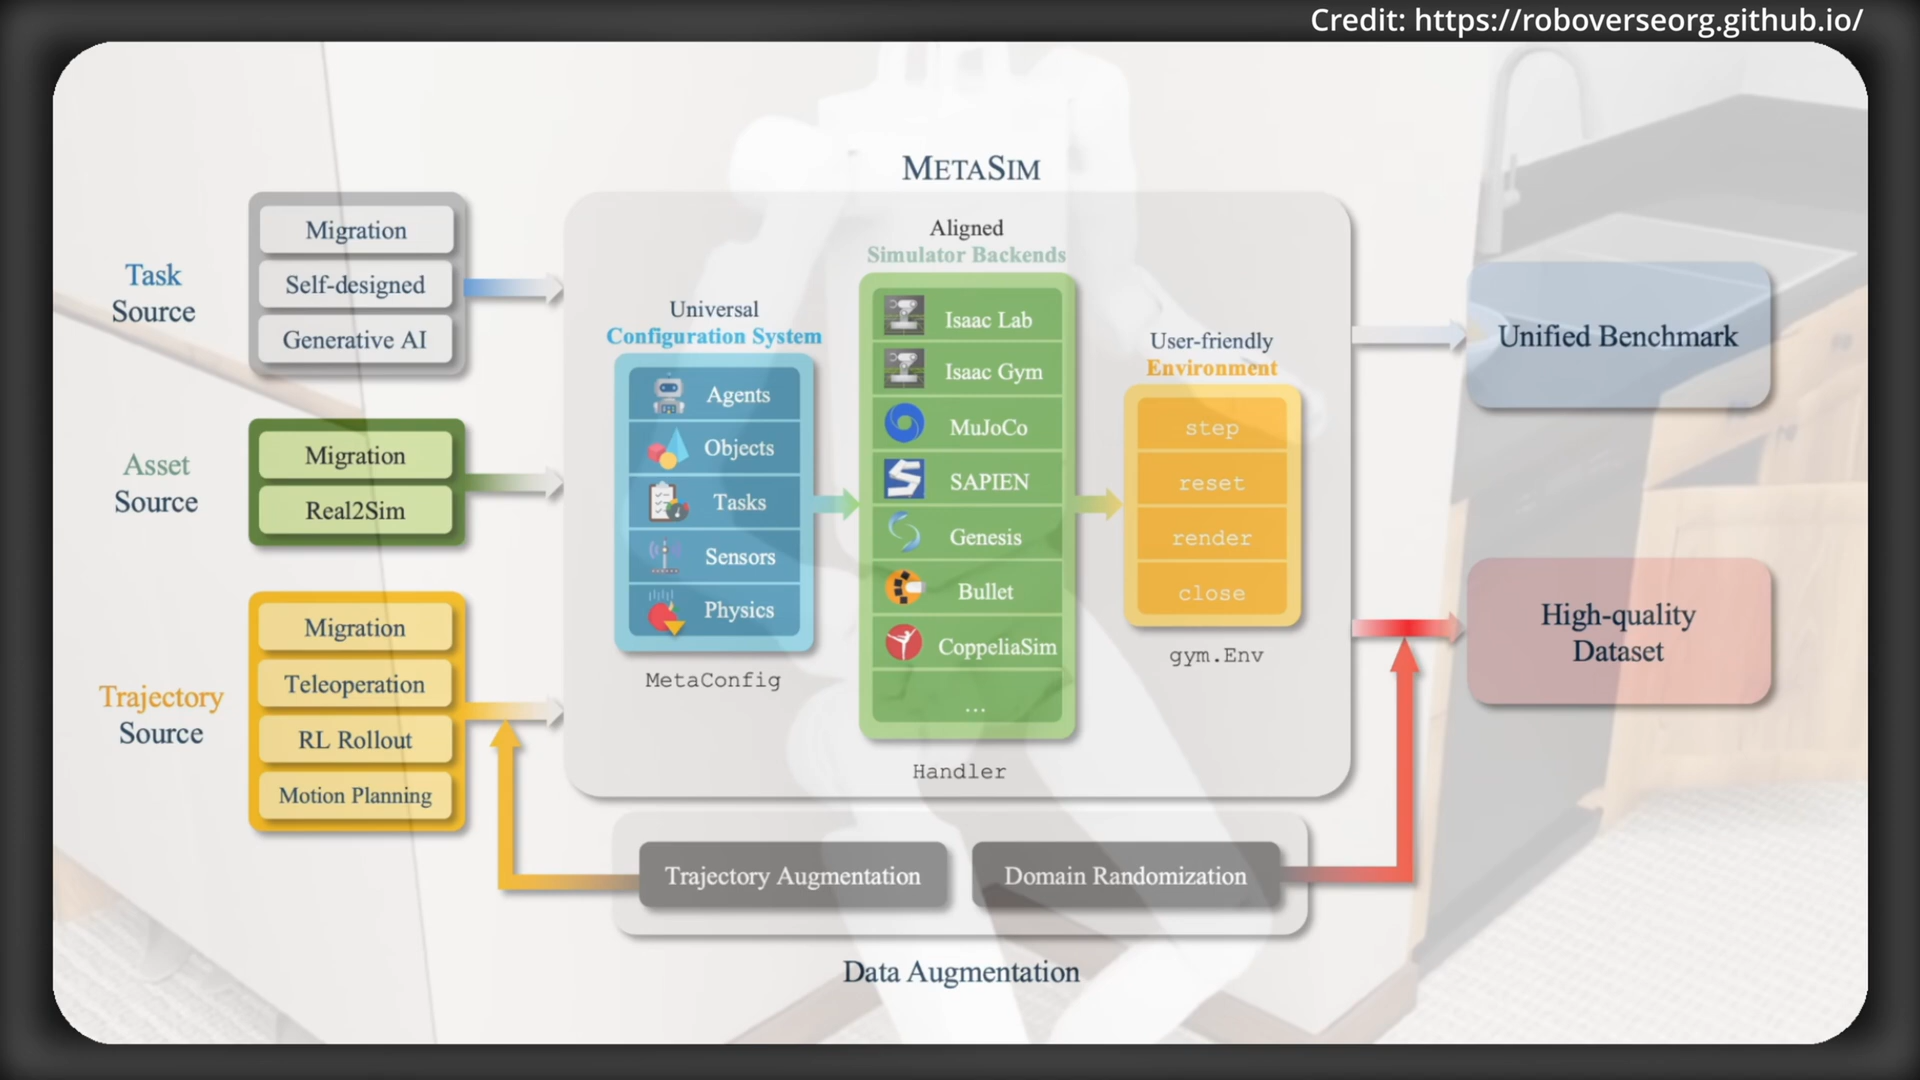 Credit: https://roboverseorg.github.io/
METASIM
Task
Source
Migration
Self-designed
Generative AI
Asset
Source
Migration
Real2Sim
Trajectory
Source
Migration
Teleoperation
RL Rollout
Motion Planning
Universal
Configuration System
Agents
Objects
Tasks
Sensors
Physics
MetaConfig
Aligned
Simulator Backends
Isaac Lab
Isaac Gym
MuJoCo
SAPIEN
Genesis
Bullet
CoppeliaSim
...
Handler
User-friendly
Environment
step
reset
render
close
gym.Env
Unified Benchmark
High-quality
Dataset
Trajectory Augmentation
Domain Randomization
Data Augmentation